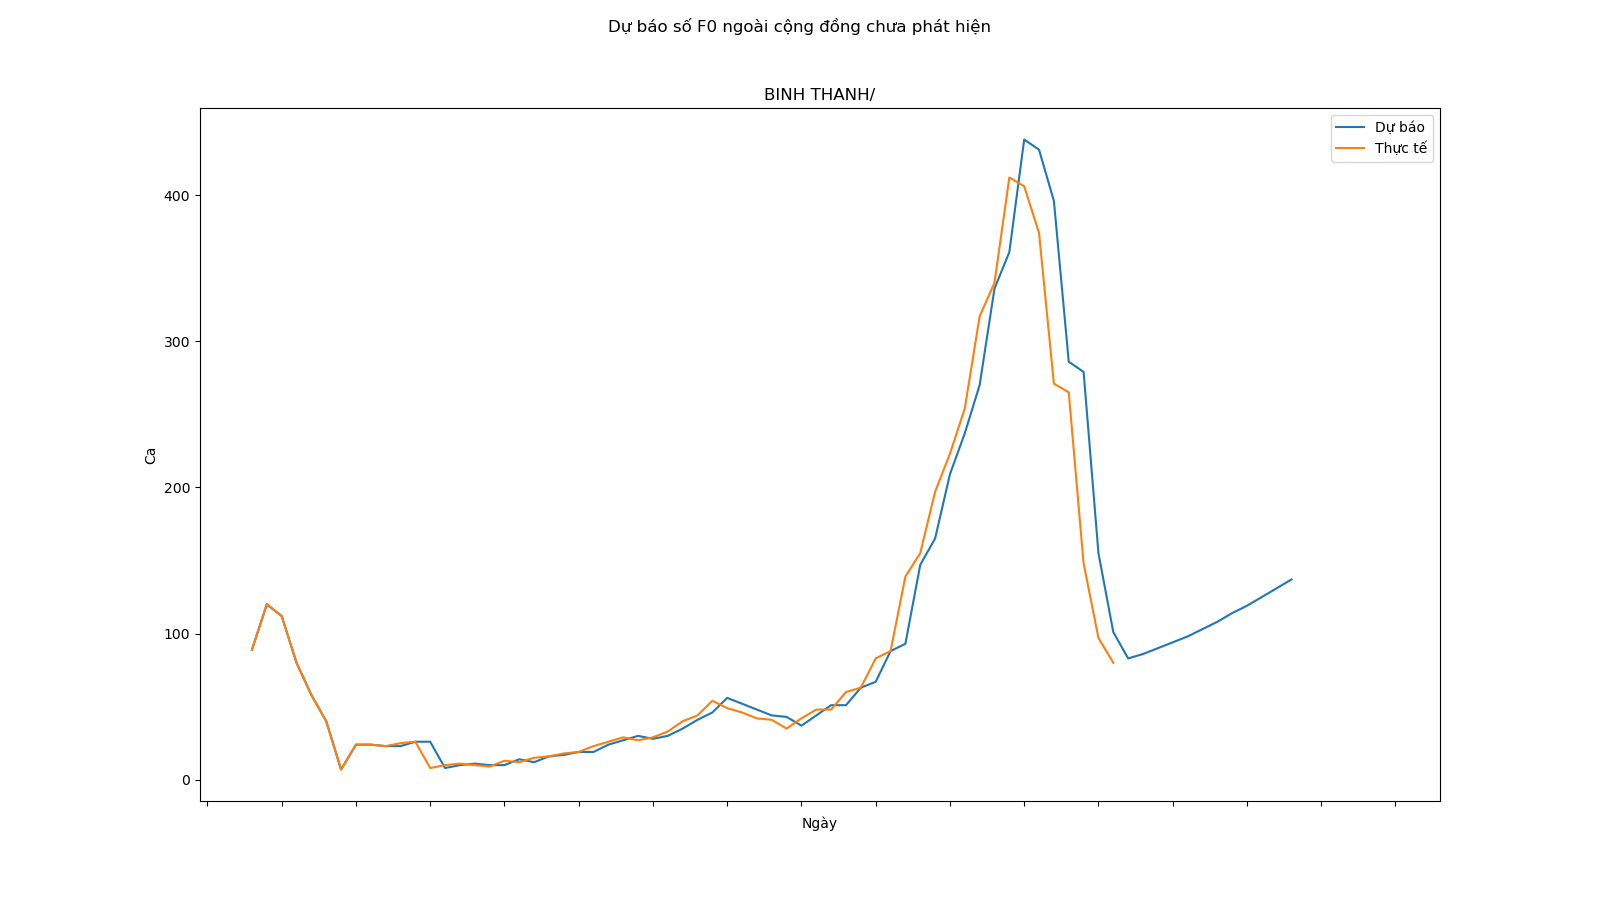 Dự báo số F0 ngoài cộng đồng chưa phát hiện
BINH THANH/
Dự báo
Thực tế
400
300
200
100
0
Ca
Ngày